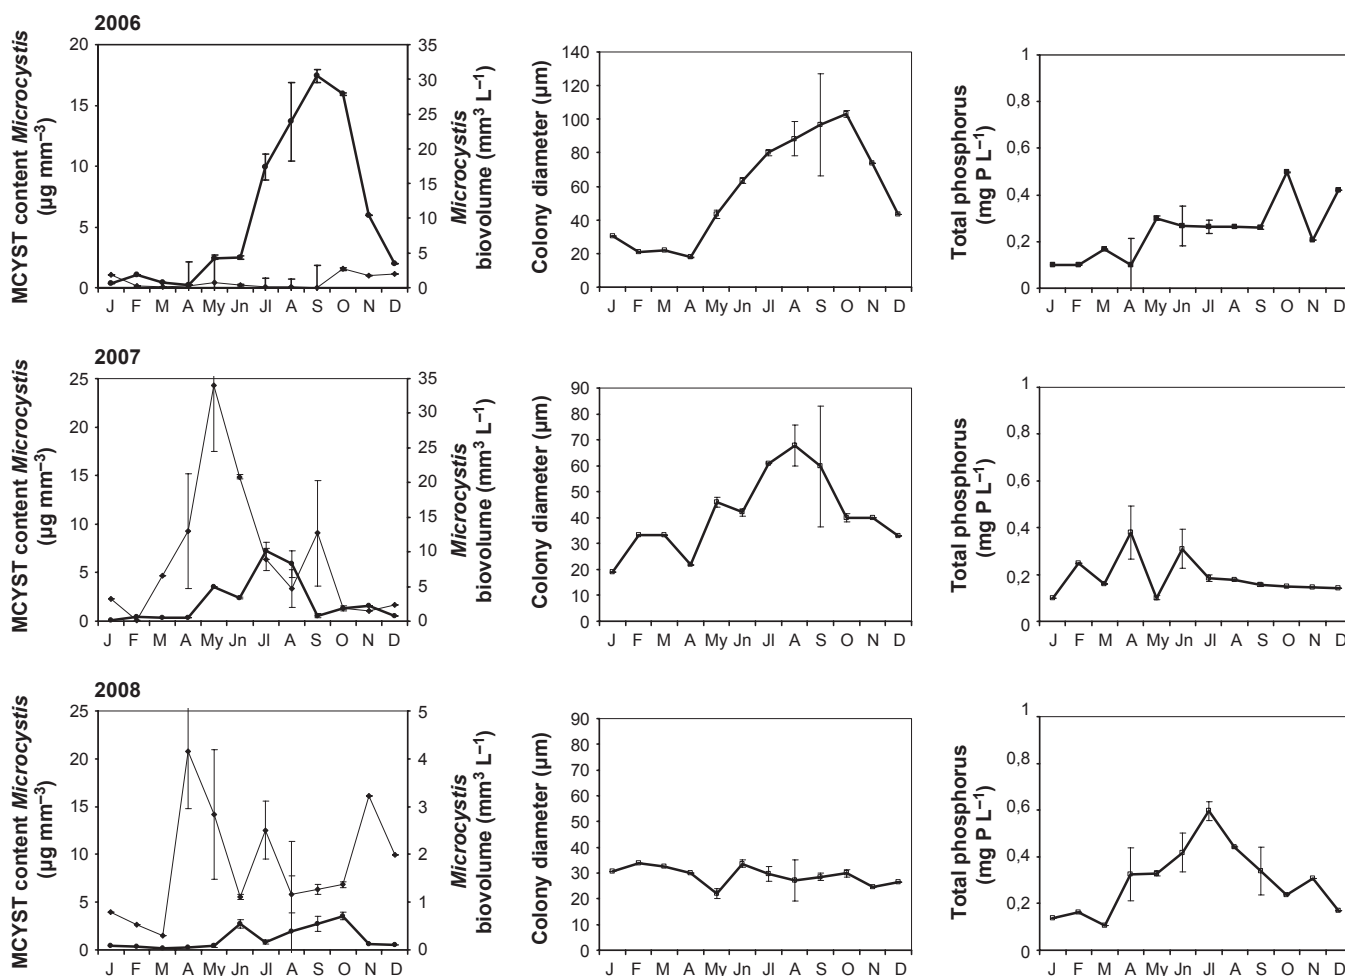 2006
MCYST content Microcystis
(µg mm⁻³)
20
15
10
5
0
35
30
25
20
15
10
5
0
Microcystis
biovolume (mm³ L⁻¹)
J F M A My Jn Jl A S O N D
Colony diameter (µm)
140
120
100
80
60
40
20
0
J F M A My Jn Jl A S O N D
Total phosphorus
(mg P L⁻¹)
1
0,8
0,6
0,4
0,2
0
J F M A My Jn Jl A S O N D
2007
MCYST content Microcystis
(µg mm⁻³)
25
20
15
10
5
0
35
30
25
20
15
10
5
0
Microcystis
biovolume (mm³ L⁻¹)
J F M A My Jn Jl A S O N D
Colony diameter (µm)
90
80
70
60
50
40
30
20
10
0
J F M A My Jn Jl A S O N D
Total phosphorus
(mg P L⁻¹)
1
0,8
0,6
0,4
0,2
0
J F M A My Jn Jl A S O N D
2008
MCYST content Microcystis
(µg mm⁻³)
25
20
15
10
5
0
5
4
3
2
1
0
Microcystis
biovolume (mm³ L⁻¹)
J F M A My Jn Jl A S O N D
Colony diameter (µm)
90
80
70
60
50
40
30
20
10
0
J F M A My Jn Jl A S O N D
Total phosphorus
(mg P L⁻¹)
1
0,8
0,6
0,4
0,2
0
J F M A My Jn Jl A S O N D